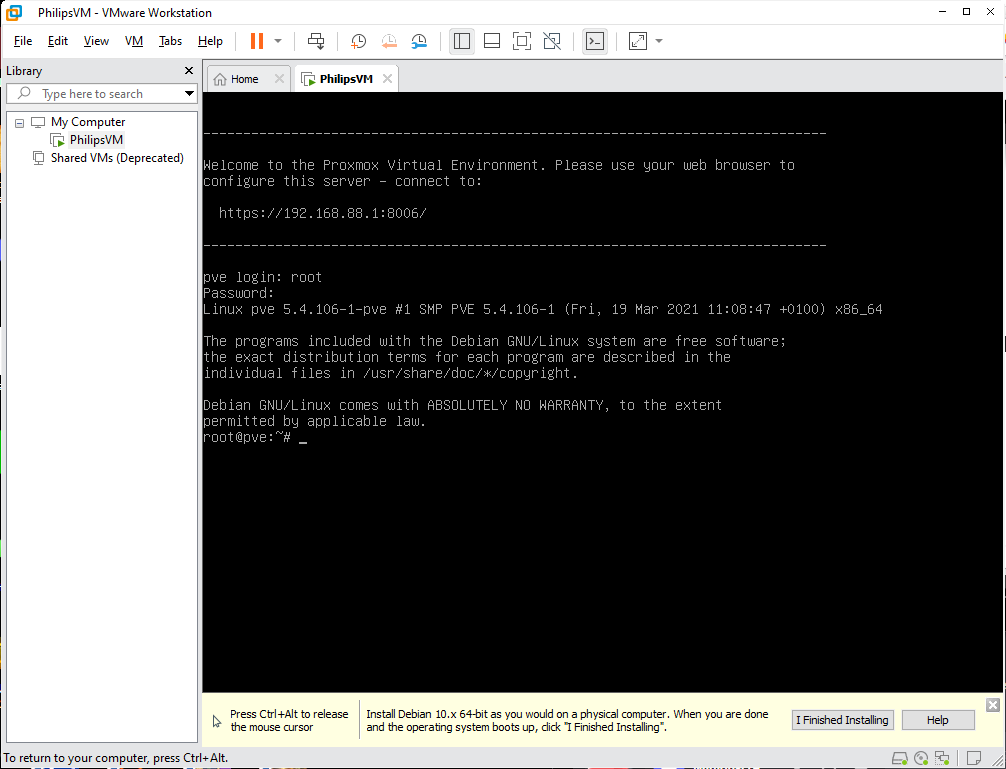 PhilipsVM - VMware Workstation
File Edit View VM Tabs Help
Library
Type here to search
My Computer
PhilipsVM
Shared VMs (Deprecated)
Home
PhilipsVM
--------------------------------------------------------------------------------
Welcome to the Proxmox Virtual Environment. Please use your web browser to
configure this server - connect to:
https://192.168.88.1:8006/
--------------------------------------------------------------------------------
pve login: root
Password:
Linux pve 5.4.106-1-pve #1 SMP PVE 5.4.106-1 (Fri, 19 Mar 2021 11:08:47 +0100) x86_64
The programs included with the Debian GNU/Linux system are free software;
the exact distribution terms for each program are described in the
individual files in /usr/share/doc/*/copyright.
Debian GNU/Linux comes with ABSOLUTELY NO WARRANTY, to the extent
permitted by applicable law.
root@pve:~# _
Press Ctrl+Alt to release
the mouse cursor
Install Debian 10.x 64-bit as you would on a physical computer. When you are done
and the operating system boots up, click "I Finished Installing".
I Finished Installing
Help
To return to your computer, press Ctrl+Alt.